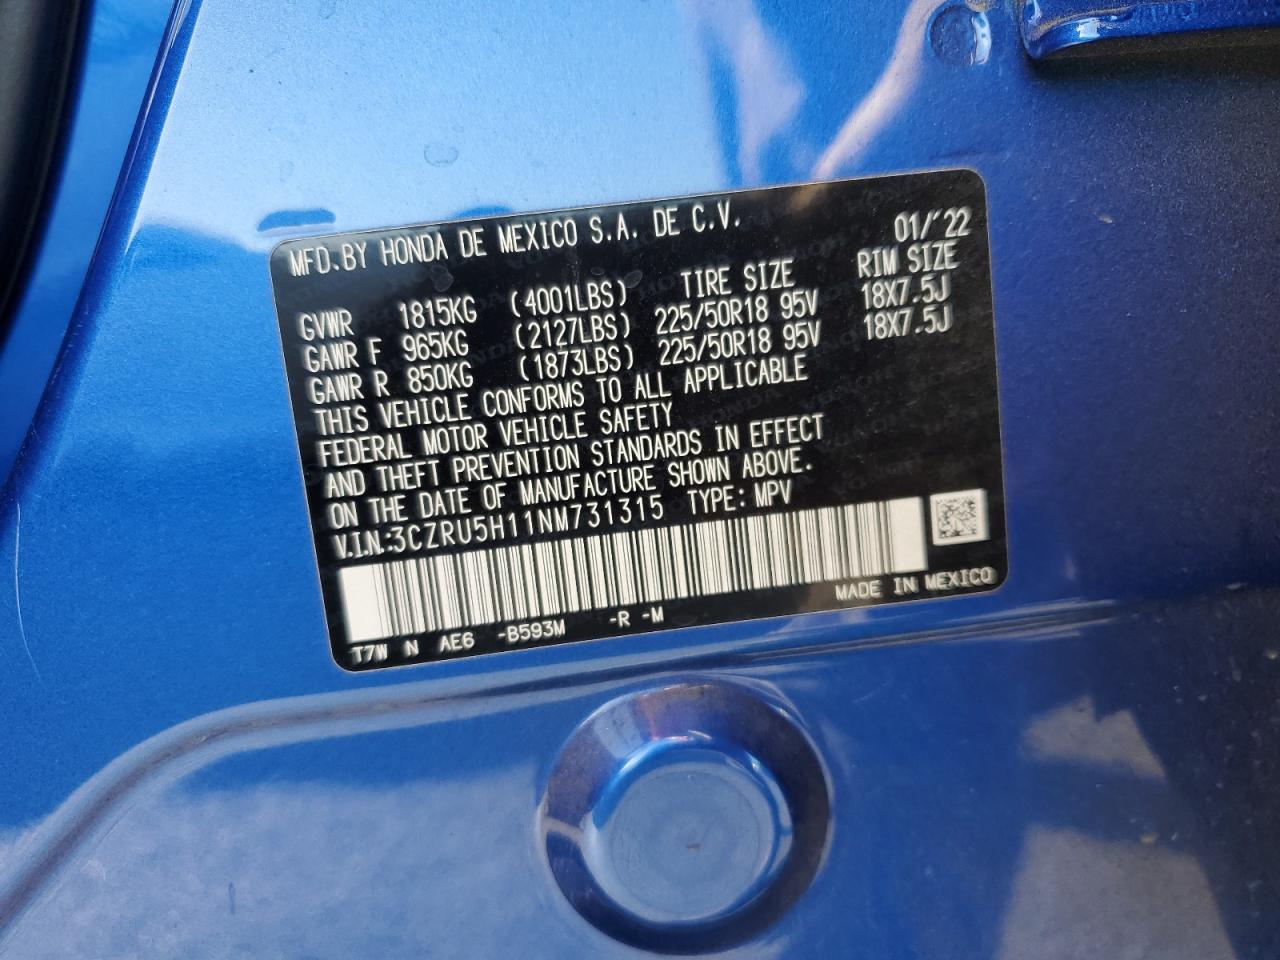 MFD.BY HONDA DE MEXICO S.A. DE C.V. 01/'22
TIRE SIZE RIM SIZE
GVWR 1815KG (4001LBS)
GAWR F 965KG (2127LBS) 225/50R18 95V 18X7.5J
GAWR R 850KG (1873LBS) 225/50R18 95V 18X7.5J
THIS VEHICLE CONFORMS TO ALL APPLICABLE
FEDERAL MOTOR VEHICLE SAFETY
AND THEFT PREVENTION STANDARDS IN EFFECT
ON THE DATE OF MANUFACTURE SHOWN ABOVE.
V.I.N:3CZRU5H11NM731315 TYPE: MPV
MADE IN MEXICO
T7W N AE6 -B593M -R -M